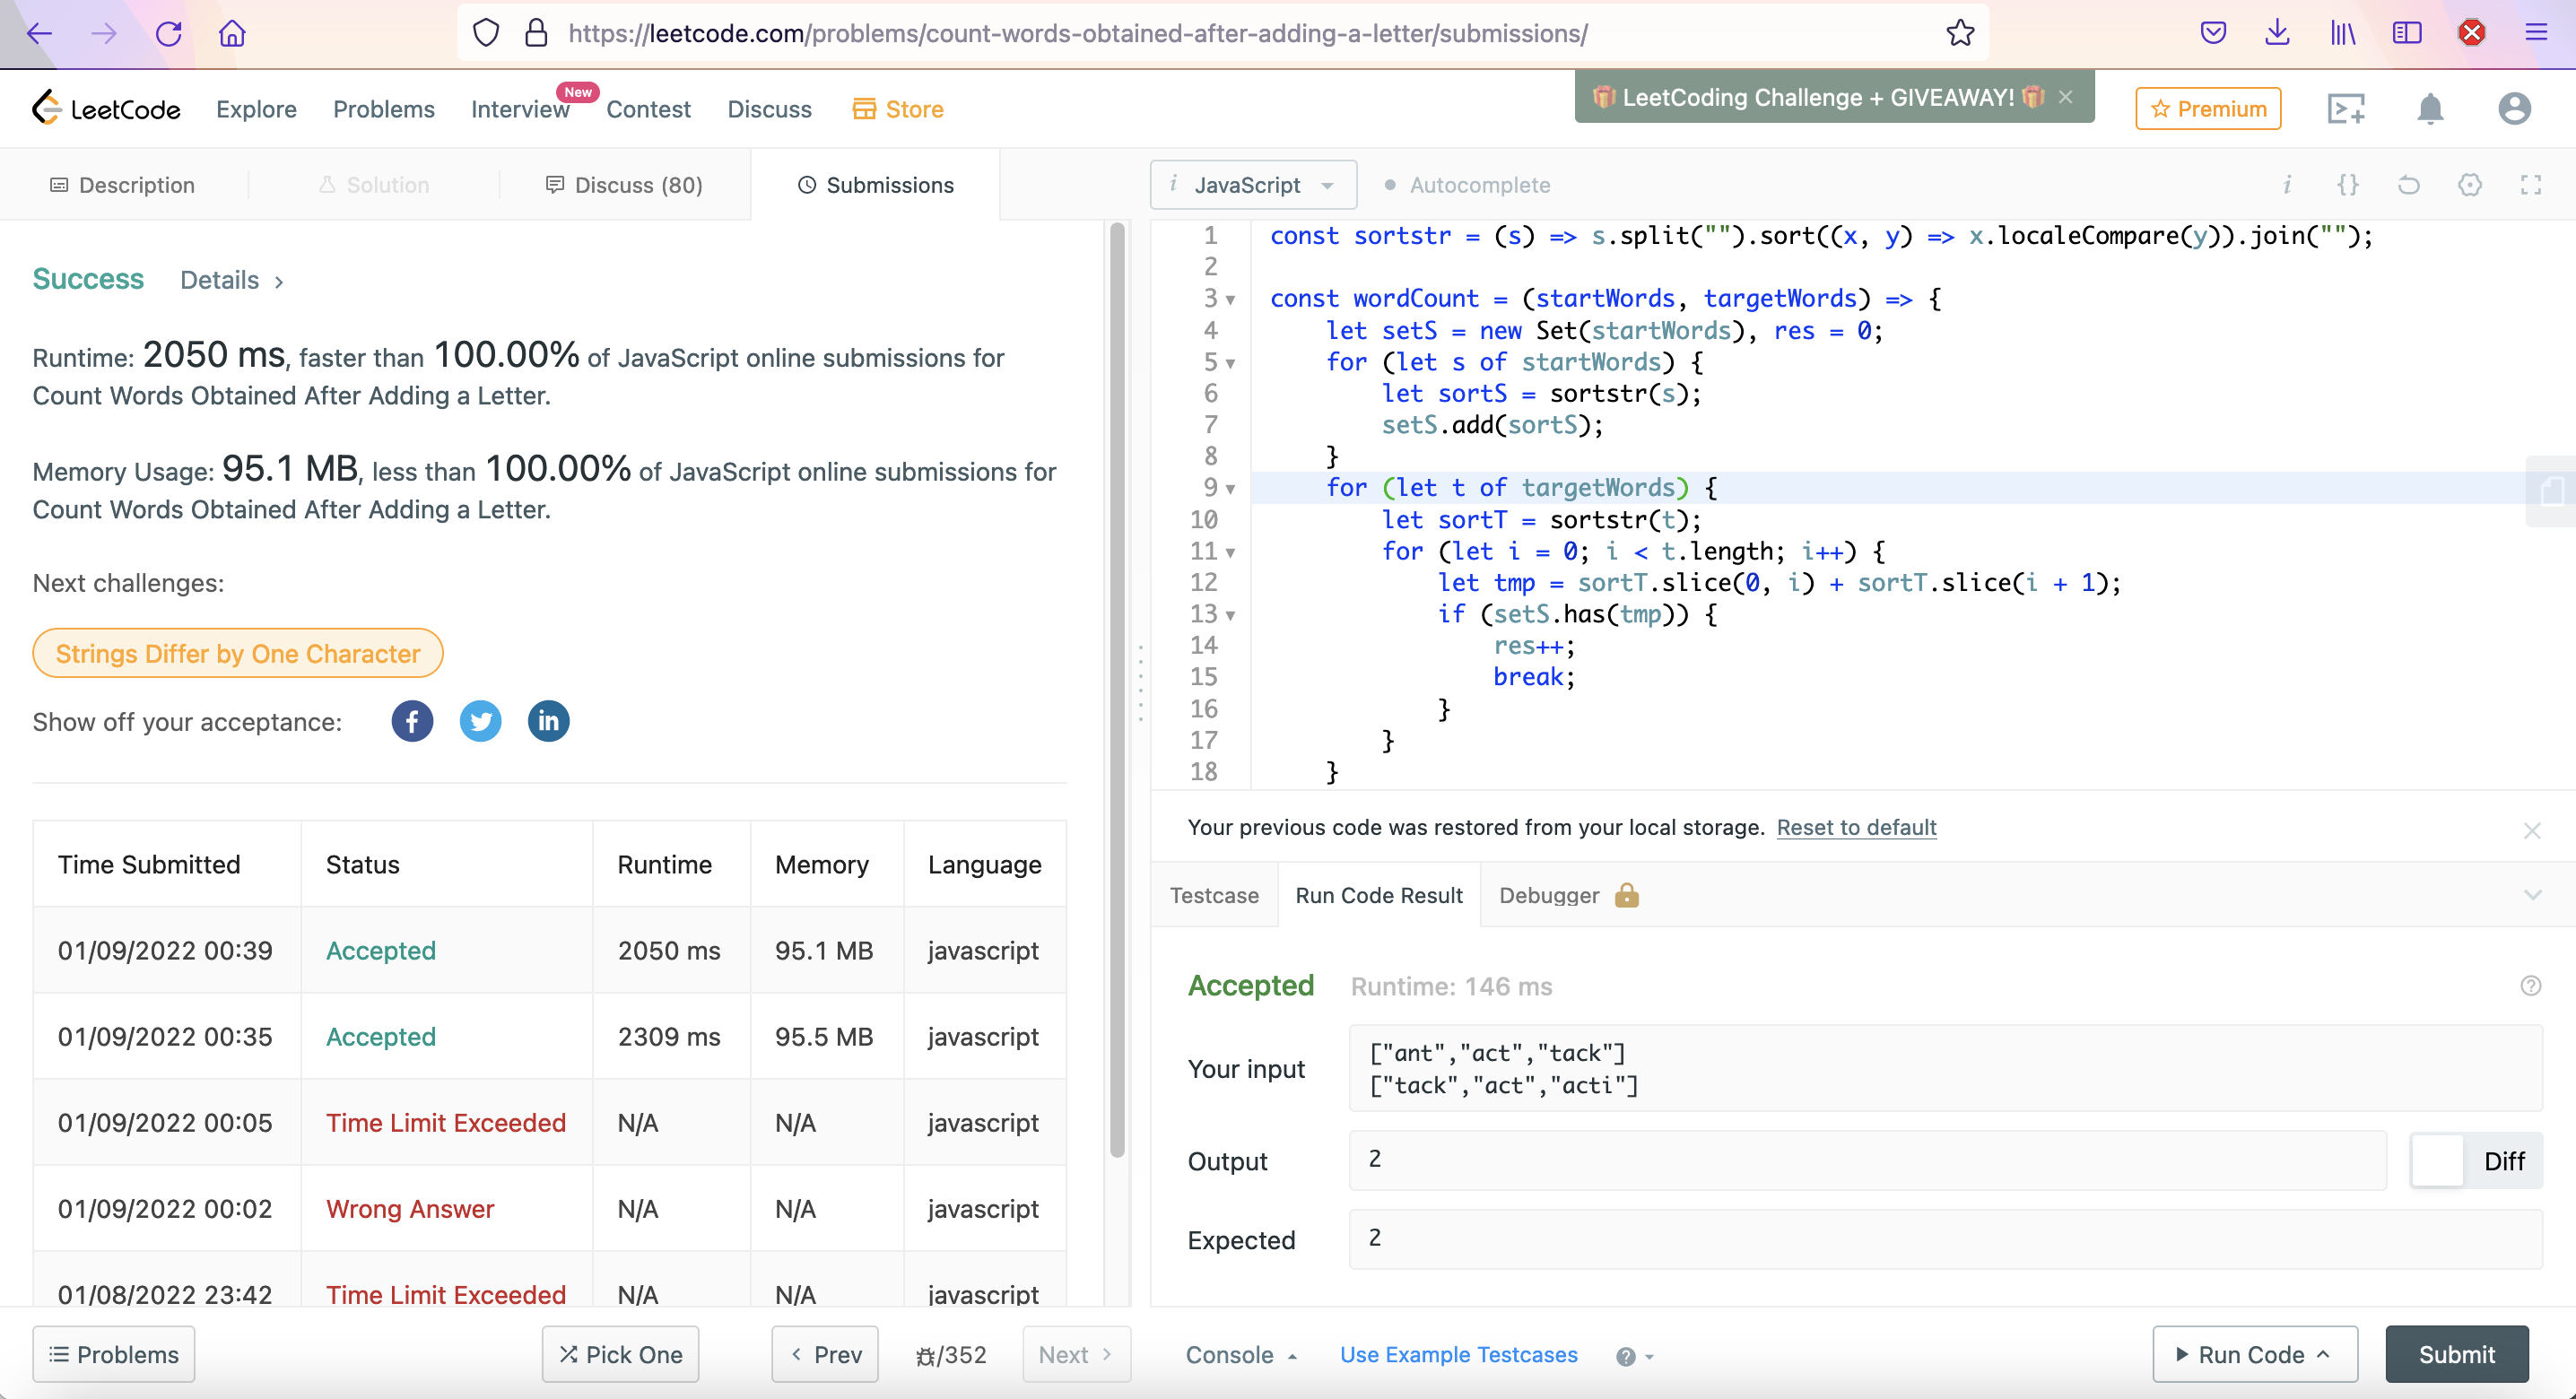 https://leetcode.com/problems/count-words-obtained-after-adding-a-letter/submissions/
LeetCode Explore Problems Interview New Contest Discuss Store
LeetCoding Challenge + GIVEAWAY! ×
Premium
Description
Solution
Discuss (80)
Submissions
Success Details >
Runtime: 2050 ms, faster than 100.00% of JavaScript online submissions for
Count Words Obtained After Adding a Letter.
Memory Usage: 95.1 MB, less than 100.00% of JavaScript online submissions for
Count Words Obtained After Adding a Letter.
Next challenges:
Strings Differ by One Character
Show off your acceptance:
Time Submitted Status Runtime Memory Language
01/09/2022 00:39 Accepted 2050 ms 95.1 MB javascript
01/09/2022 00:35 Accepted 2309 ms 95.5 MB javascript
01/09/2022 00:05 Time Limit Exceeded N/A N/A javascript
01/09/2022 00:02 Wrong Answer N/A N/A javascript
01/08/2022 23:42 Time Limit Exceeded N/A N/A javascript
Problems
Pick One
< Prev
/352
Next >
i JavaScript
Autocomplete
i {}
1 const sortstr = (s) => s.split("").sort((x, y) => x.localeCompare(y)).join("");
2
3 const wordCount = (startWords, targetWords) => {
4 let setS = new Set(startWords), res = 0;
5 for (let s of startWords) {
6 let sortS = sortstr(s);
7 setS.add(sortS);
8 }
9 for (let t of targetWords) {
10 let sortT = sortstr(t);
11 for (let i = 0; i < t.length; i++) {
12 let tmp = sortT.slice(0, i) + sortT.slice(i + 1);
13 if (setS.has(tmp)) {
14 res++;
15 break;
16 }
17 }
18 }
Your previous code was restored from your local storage. Reset to default
Testcase
Run Code Result
Debugger
Accepted Runtime: 146 ms
Your input
["ant","act","tack"]
["tack","act","acti"]
Output
2
Diff
Expected
2
Console
Use Example Testcases
Run Code
Submit